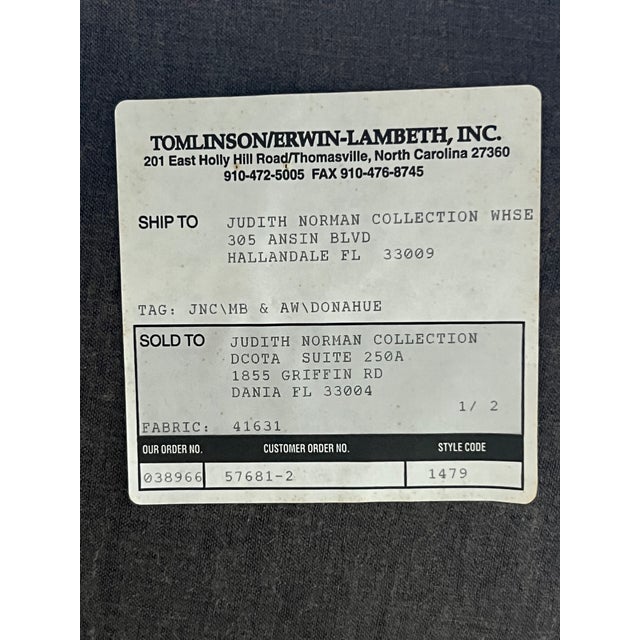 TOMLINSON/ERWIN-LAMBETH, INC.
201 East Holly Hill Road/Thomasville, North Carolina 27360
910-472-5005 FAX 910-476-8745
SHIP TO JUDITH NORMAN COLLECTION WHSE
305 ANSIN BLVD
HALLANDALE FL 33009
TAG: JNC\MB & AW\DONAHUE
SOLD TO JUDITH NORMAN COLLECTION
DCOTA SUITE 250A
1855 GRIFFIN RD
DANIA FL 33004
1/ 2
FABRIC: 41631
OUR ORDER NO. CUSTOMER ORDER NO. STYLE CODE
038966 57681-2 1479